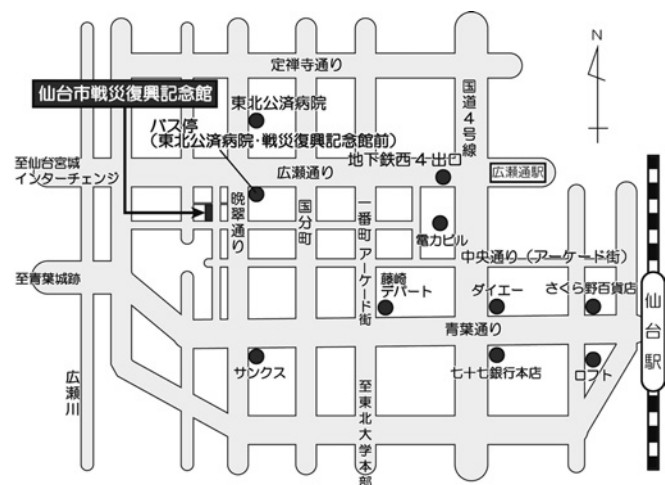 定禅寺通り
N
仙台市戦災復興記念館
東北公済病院
国道4号線
バス停
（東北公済病院・戦災復興記念館前）
至仙台宮城
インターチェンジ
広瀬通り
地下鉄西4出口
広瀬通駅
晩翠通り
国分町
一番町 アーケード街
電力ビル
中央通り（アーケード街）
至青葉城跡
藤崎
デパート
ダイエー
さくら野百貨店
仙台駅
青葉通り
広瀬川
サンクス
至東北大学本部
七十七銀行本店
ロフト